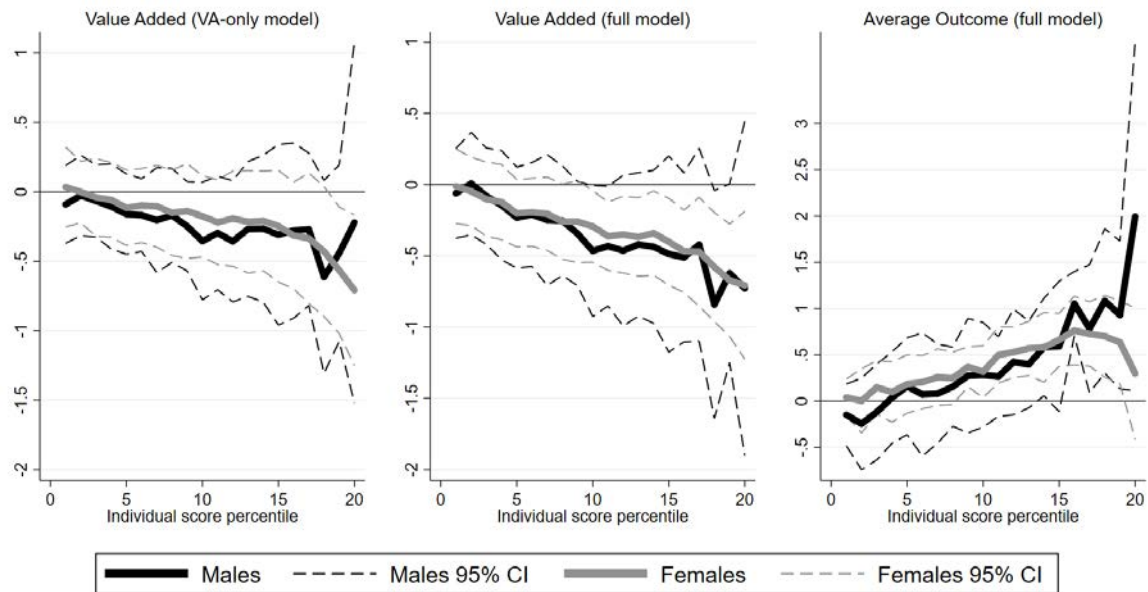 Value Added (VA-only model)
1
.5
0
-.5
-1
-1.5
-2
0 5 10 15 20
Individual score percentile
Value Added (full model)
1
.5
0
-.5
-1
-1.5
-2
0 5 10 15 20
Individual score percentile
Average Outcome (full model)
3
2.5
2
1.5
1
.5
0
-.5
0 5 10 15 20
Individual score percentile
Males Males 95% CI Females Females 95% CI